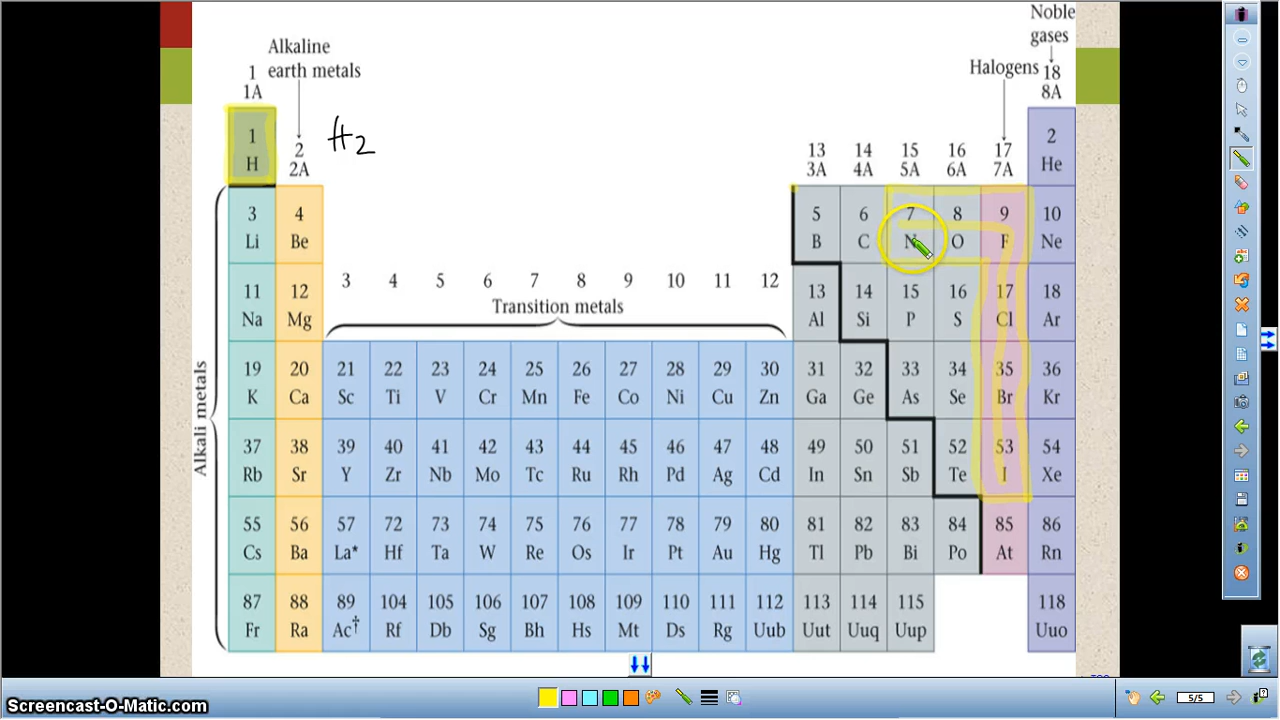 Noble
gases
Alkaline
earth metals
Halogens
1
1A
18
8A
H2
1
H
2
2A
13 14 15 16 17
3A 4A 5A 6A 7A
2
He
3 4 5 6 7 8 9 10
Li Be B C N O F Ne
3 4 5 6 7 8 9 10 11 12
Transition metals
11 12 13 14 15 16 17 18
Na Mg Al Si P S Cl Ar
19 20 21 22 23 24 25 26 27 28 29 30 31 32 33 34 35 36
K Ca Sc Ti V Cr Mn Fe Co Ni Cu Zn Ga Ge As Se Br Kr
Alkali metals
37 38 39 40 41 42 43 44 45 46 47 48 49 50 51 52 53 54
Rb Sr Y Zr Nb Mo Tc Ru Rh Pd Ag Cd In Sn Sb Te I Xe
55 56 57 72 73 74 75 76 77 78 79 80 81 82 83 84 85 86
Cs Ba La* Hf Ta W Re Os Ir Pt Au Hg Tl Pb Bi Po At Rn
87 88 89 104 105 106 107 108 109 110 111 112 113 114 115 118
Fr Ra Ac† Rf Db Sg Bh Hs Mt Ds Rg Uub Uut Uuq Uup Uuo
Screencast-O-Matic.com
5/5